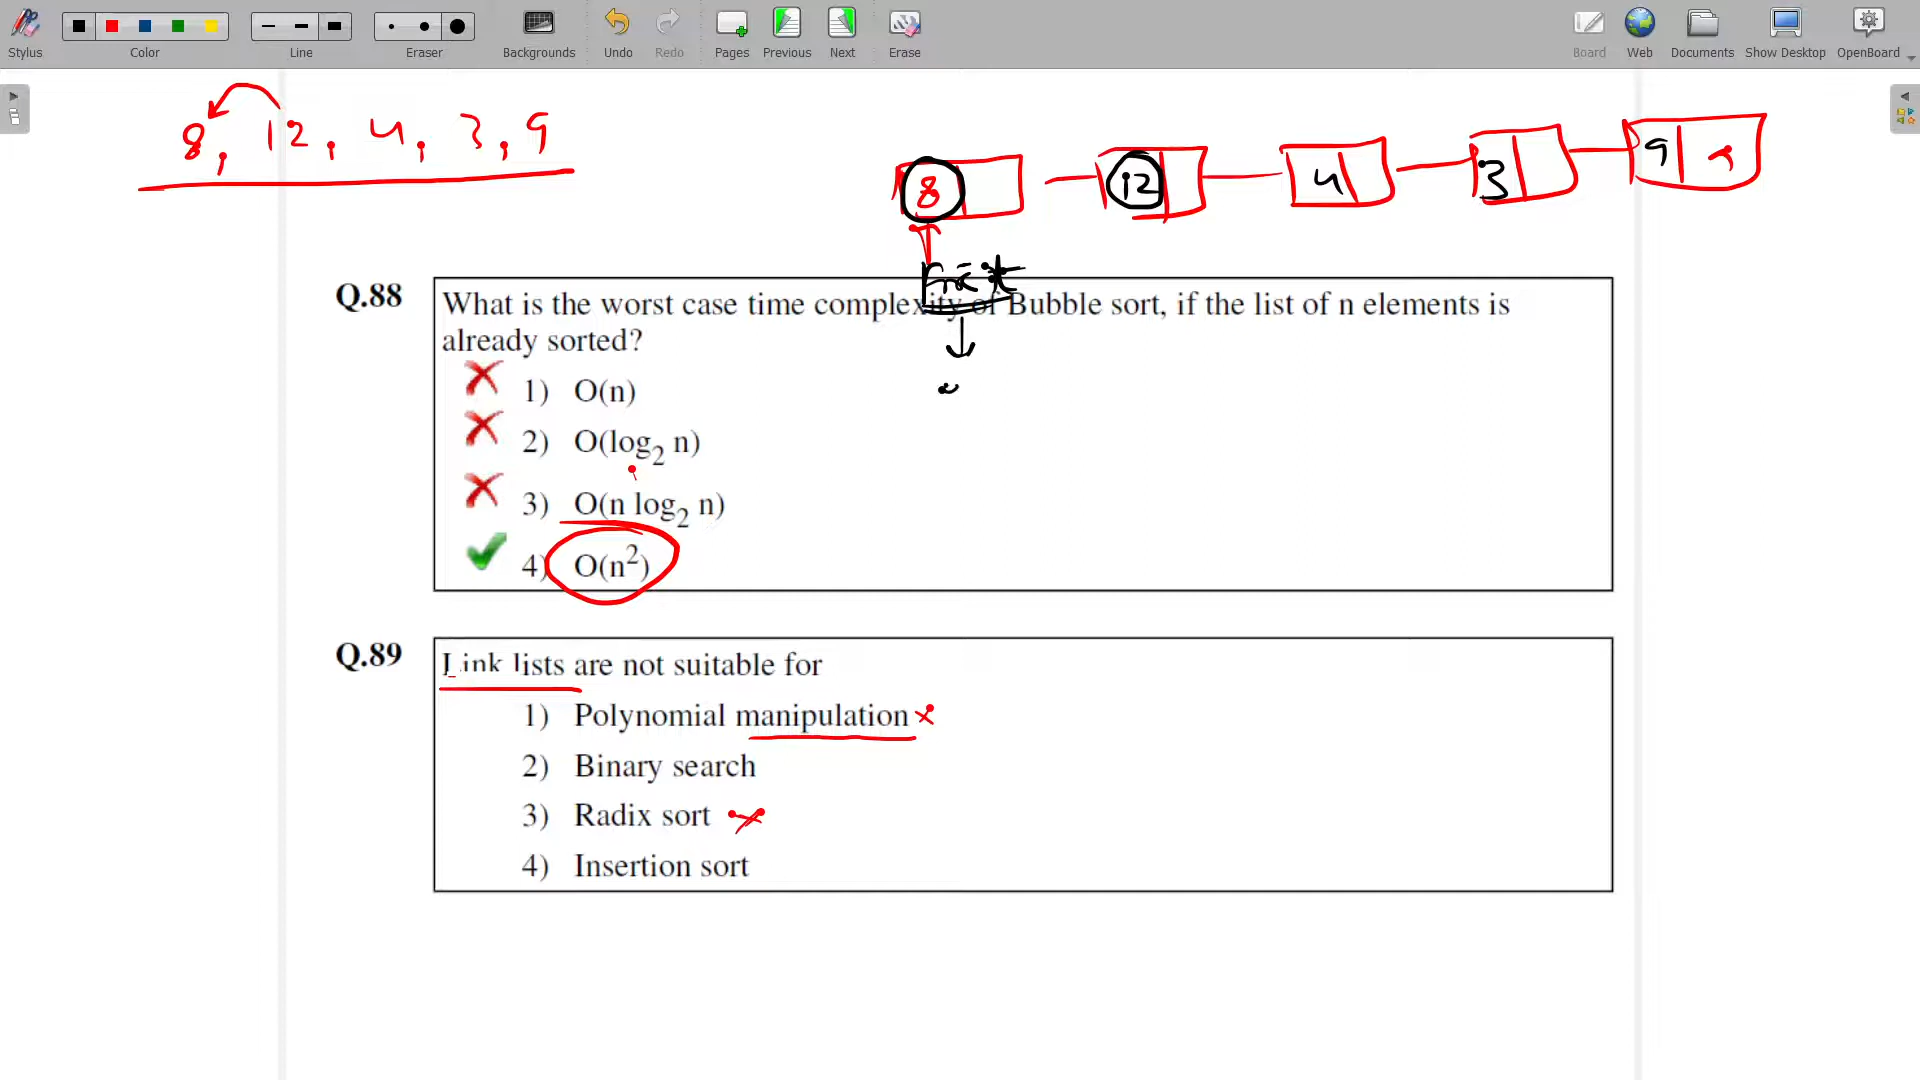 Stylus
Color
Line
Eraser
Backgrounds
Undo
Redo
Pages
Previous
Next
Erase
Board
Web
Documents
Show Desktop
OpenBoard
8, 12, 4, 3, 9
8 12 4 3 9
Q.88
What is the worst case time complexity of Bubble sort, if the list of n elements is
already sorted?
1) O(n)
2) O(log₂ n)
3) O(n log₂ n)
4) O(n²)
Q.89
Link lists are not suitable for
1) Polynomial manipulation
2) Binary search
3) Radix sort
4) Insertion sort